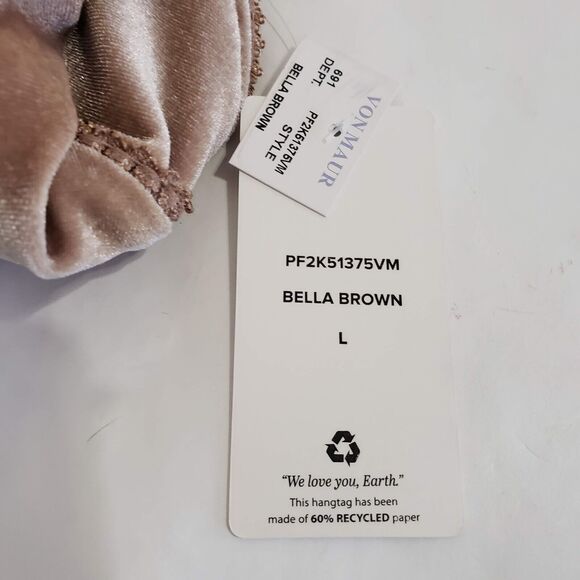 VON MAUR
PF2K51375VM
STYLE
BELLA BROWN
DEPT.
691
PF2K51375VM
BELLA BROWN
L
“We love you, Earth.”
This hangtag has been
made of 60% RECYCLED paper